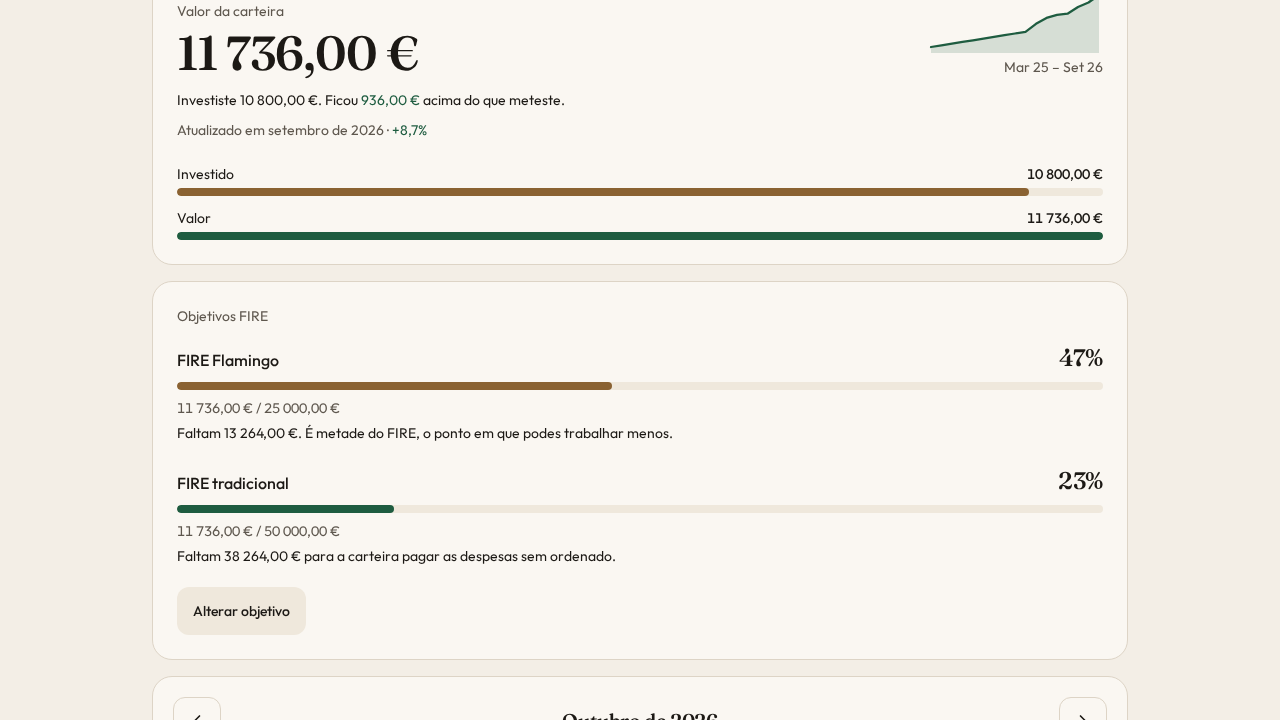 Valor da carteira
11 736,00 €
Mar 25 – Set 26
Investiste 10 800,00 €. Ficou 936,00 € acima do que meteste.
Atualizado em setembro de 2026 · +8,7%
Investido 10 800,00 €
Valor 11 736,00 €
Objetivos FIRE
FIRE Flamingo 47%
11 736,00 € / 25 000,00 €
Faltam 13 264,00 €. É metade do FIRE, o ponto em que podes trabalhar menos.
FIRE tradicional 23%
11 736,00 € / 50 000,00 €
Faltam 38 264,00 € para a carteira pagar as despesas sem ordenado.
Alterar objetivo
Outubro de 2026